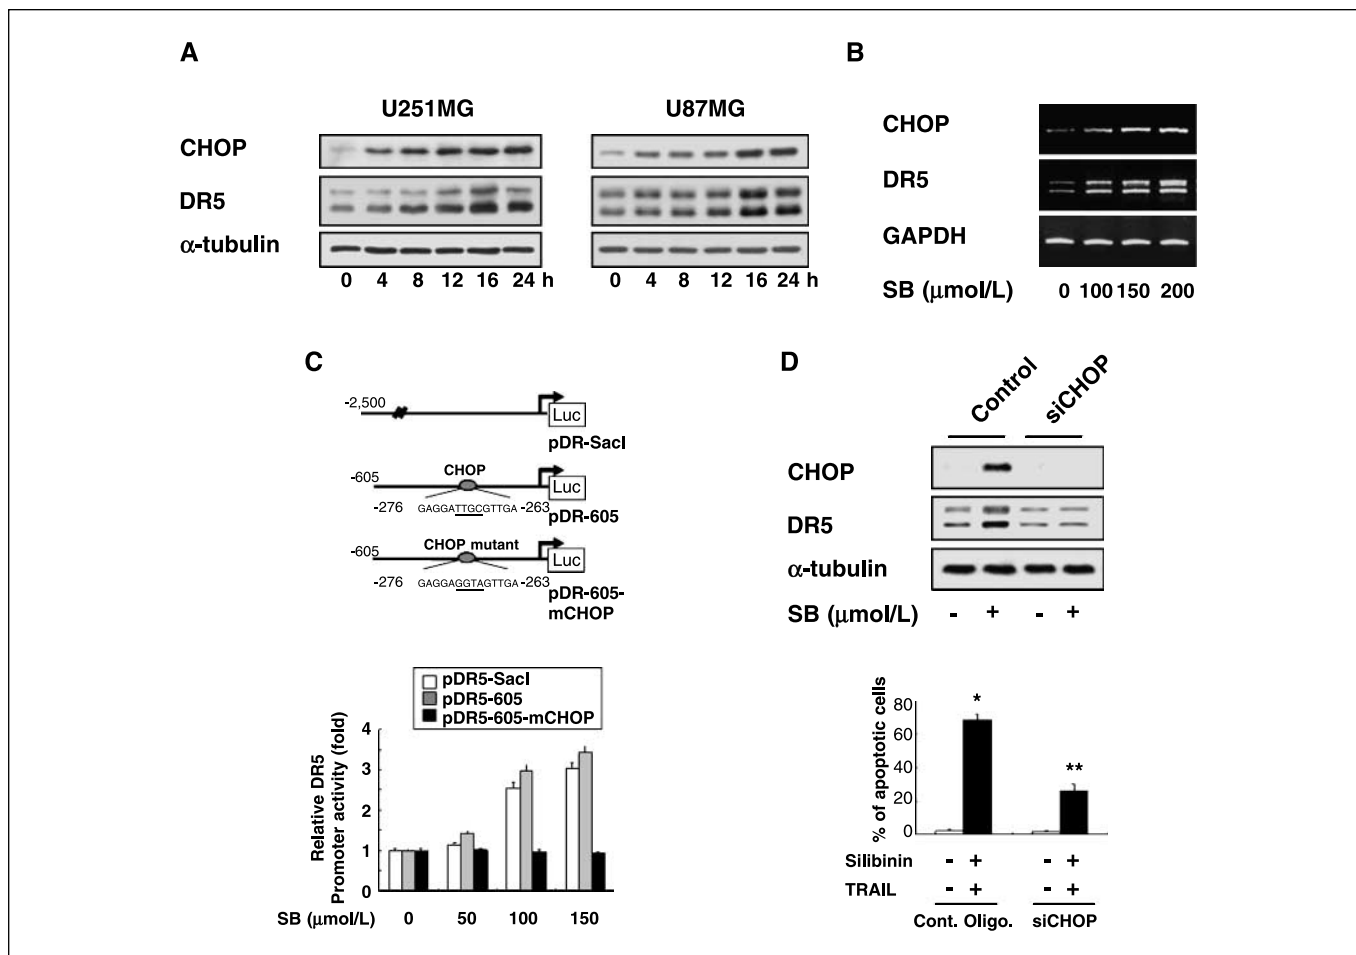 A
U251MG
U87MG
CHOP
DR5
α-tubulin
0 4 8 12 16 24 h
0 4 8 12 16 24 h
B
CHOP
DR5
GAPDH
SB (μmol/L) 0 100 150 200
C
-2,500
Luc
pDR-SacI
-605
CHOP
Luc
-276 GAGGATTGCGTTGA -263
pDR-605
-605
CHOP mutant
Luc
-276 GAGGAGGTAGTTGA -263
pDR-605-
mCHOP
pDR5-SacI
pDR5-605
pDR5-605-mCHOP
Relative DR5
Promoter activity (fold)
4
3
2
1
0
SB (μmol/L) 0 50 100 150
D
Control
siCHOP
CHOP
DR5
α-tubulin
SB (μmol/L) - + - +
% of apoptotic cells
80
60
40
20
0
*
**
Silibinin - + - +
TRAIL - + - +
Cont. Oligo. siCHOP